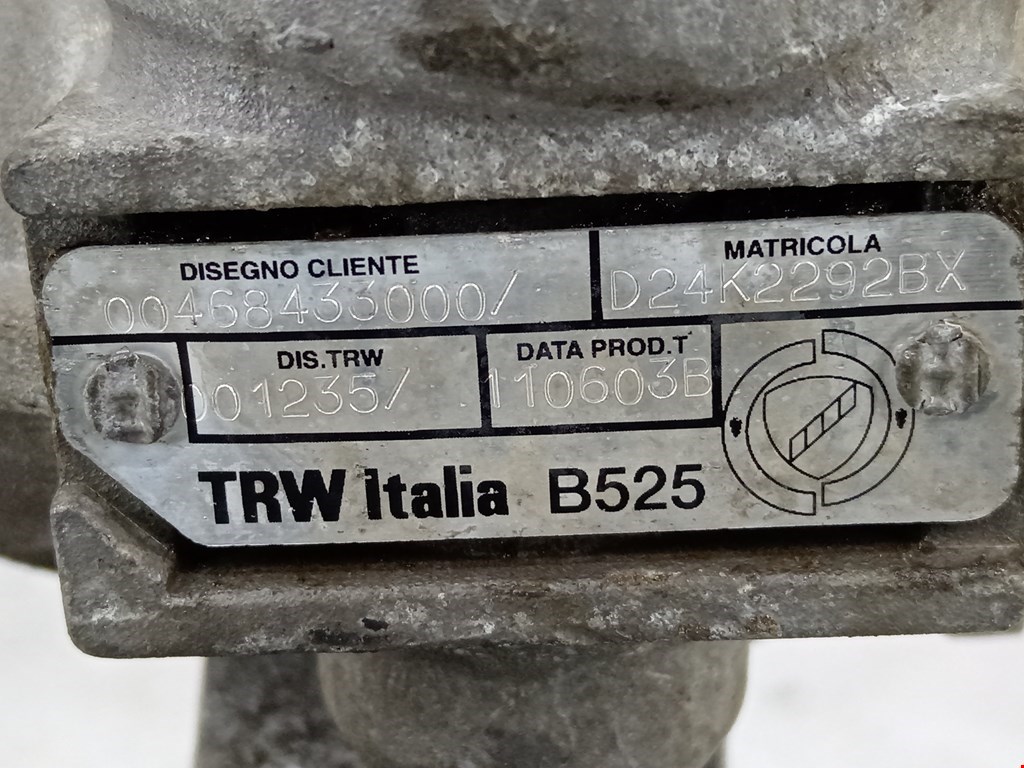 DISEGNO CLIENTE
00468433000/
MATRICOLA
D24K2292BX
DIS.TRW
001235/
DATA PROD.T
110603B
TRW Italia B525